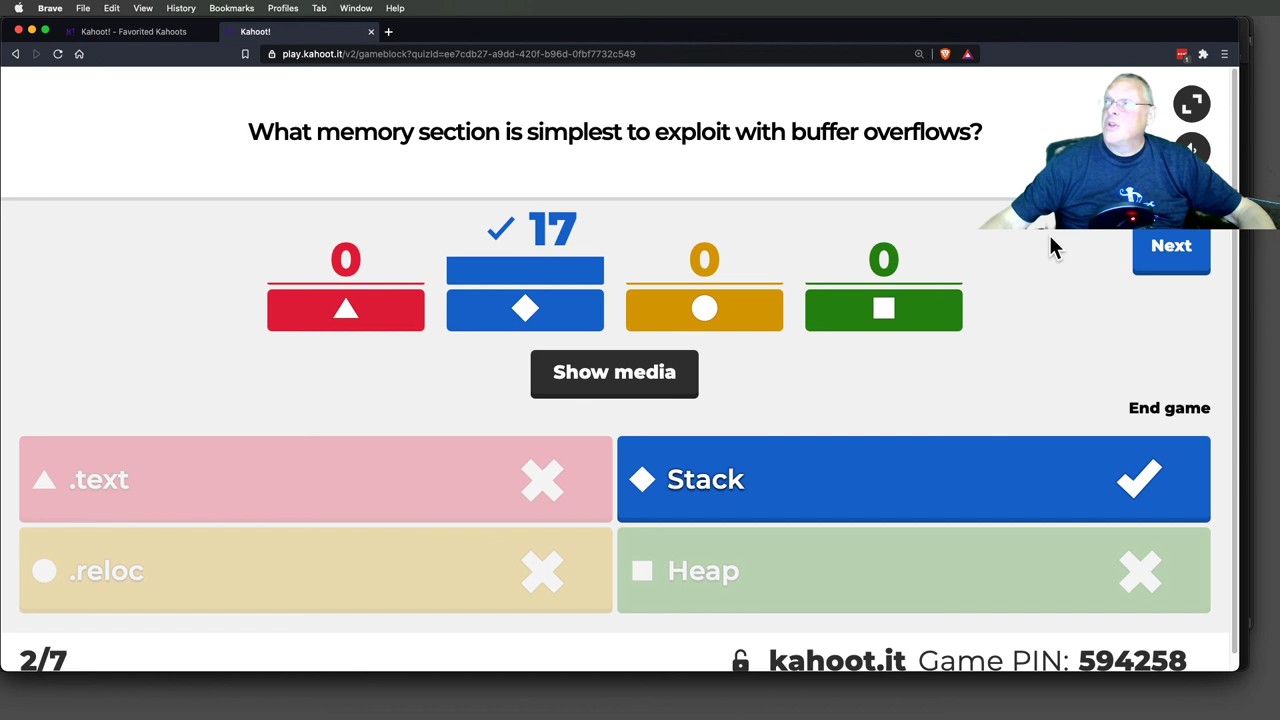 Brave File Edit View History Bookmarks Profiles Tab Window Help
Kahoot! - Favorited Kahoots
Kahoot!
play.kahoot.it/v2/gameblock?quizId=ee7cdb27-a9dd-420f-b96d-0fbf7732c549
What memory section is simplest to exploit with buffer overflows?
0
17
0
0
Next
Show media
End game
.text
Stack
.reloc
Heap
2/7
kahoot.it Game PIN: 594258